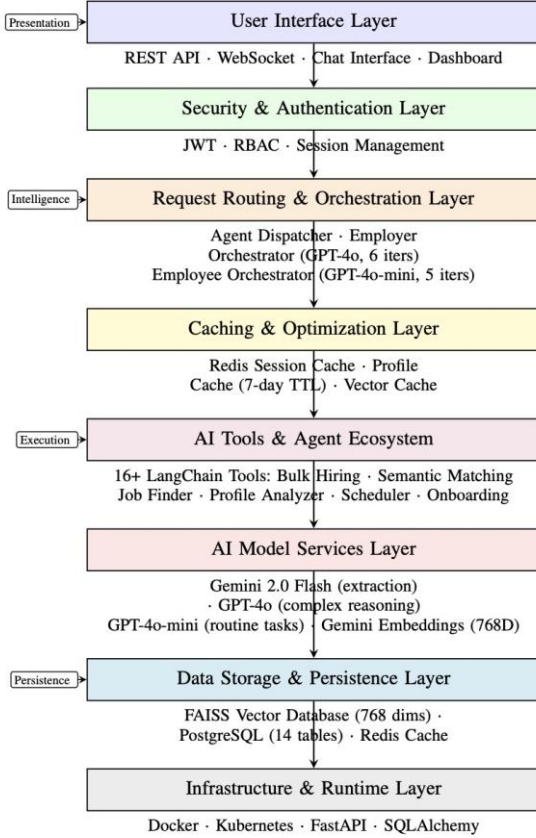 Presentation
User Interface Layer
REST API · WebSocket · Chat Interface · Dashboard
Security & Authentication Layer
JWT · RBAC · Session Management
Intelligence
Request Routing & Orchestration Layer
Agent Dispatcher · Employer
Orchestrator (GPT-4o, 6 iters)
Employee Orchestrator (GPT-4o-mini, 5 iters)
Caching & Optimization Layer
Redis Session Cache · Profile
Cache (7-day TTL) · Vector Cache
Execution
AI Tools & Agent Ecosystem
16+ LangChain Tools: Bulk Hiring · Semantic Matching
Job Finder · Profile Analyzer · Scheduler · Onboarding
AI Model Services Layer
Gemini 2.0 Flash (extraction)
· GPT-4o (complex reasoning)
GPT-4o-mini (routine tasks) · Gemini Embeddings (768D)
Persistence
Data Storage & Persistence Layer
FAISS Vector Database (768 dims) ·
PostgreSQL (14 tables) · Redis Cache
Infrastructure & Runtime Layer
Docker · Kubernetes · FastAPI · SQLAlchemy